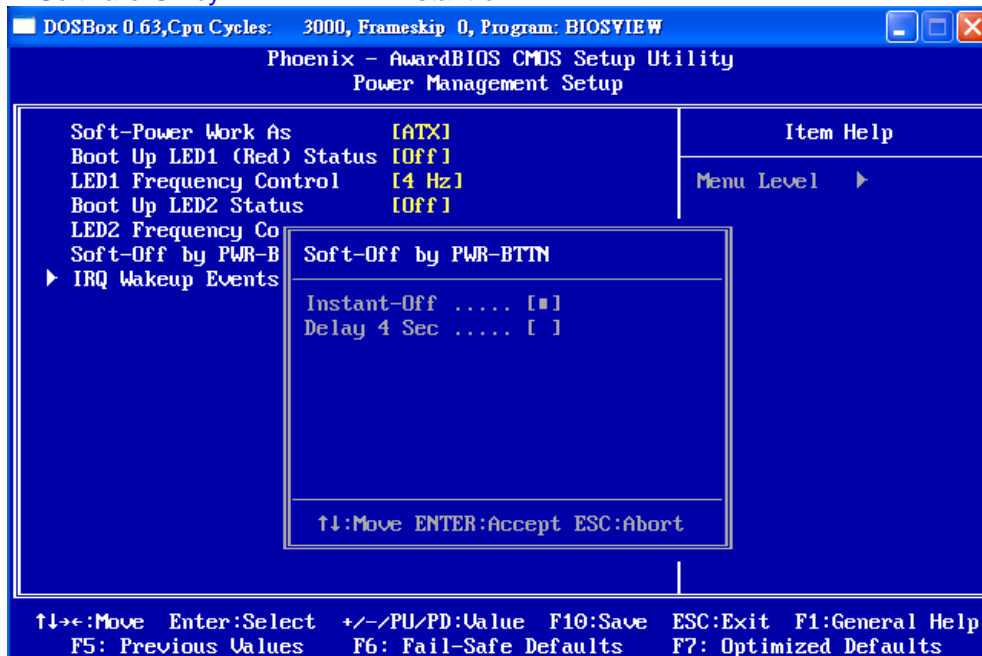 DOSBox 0.63,Cpu Cycles: 3000, Frameskip 0, Program: BIOSVIEW
Phoenix - AwardBIOS CMOS Setup Utility
Power Management Setup
Soft-Power Work As [ATX]
Boot Up LED1 (Red) Status [Off]
LED1 Frequency Control [4 Hz]
Boot Up LED2 Status [Off]
LED2 Frequency Co
Soft-Off by PWR-B
▶ IRQ Wakeup Events
Item Help
Menu Level ▶
Soft-Off by PWR-BTTN
Instant-Off ..... [■]
Delay 4 Sec ..... [ ]
↑↓:Move ENTER:Accept ESC:Abort
↑↓→←:Move Enter:Select +/-/PU/PD:Value F10:Save ESC:Exit F1:General Help
F5: Previous Values F6: Fail-Safe Defaults F7: Optimized Defaults